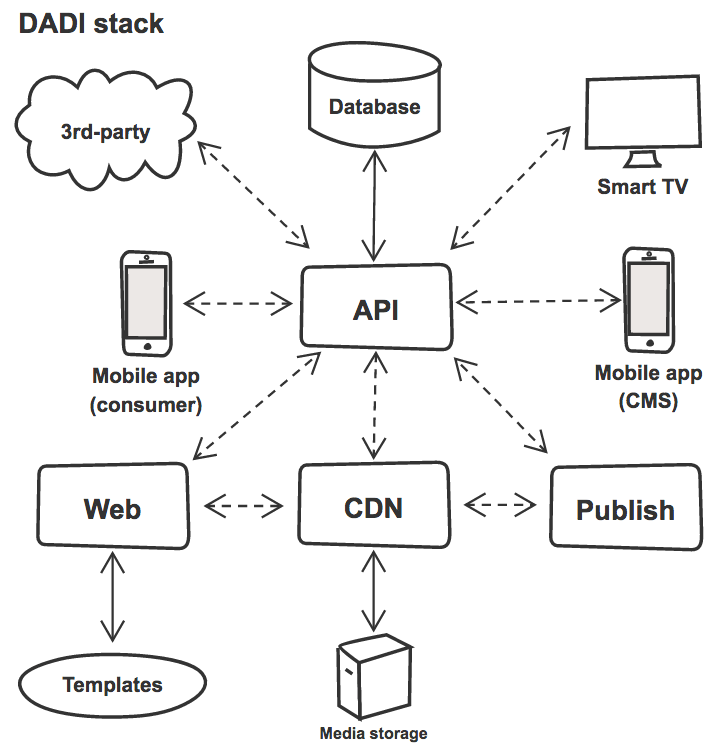 DADI stack
3rd-party
Database
Smart TV
API
Mobile app
(consumer)
Mobile app
(CMS)
Web
CDN
Publish
Templates
Media storage